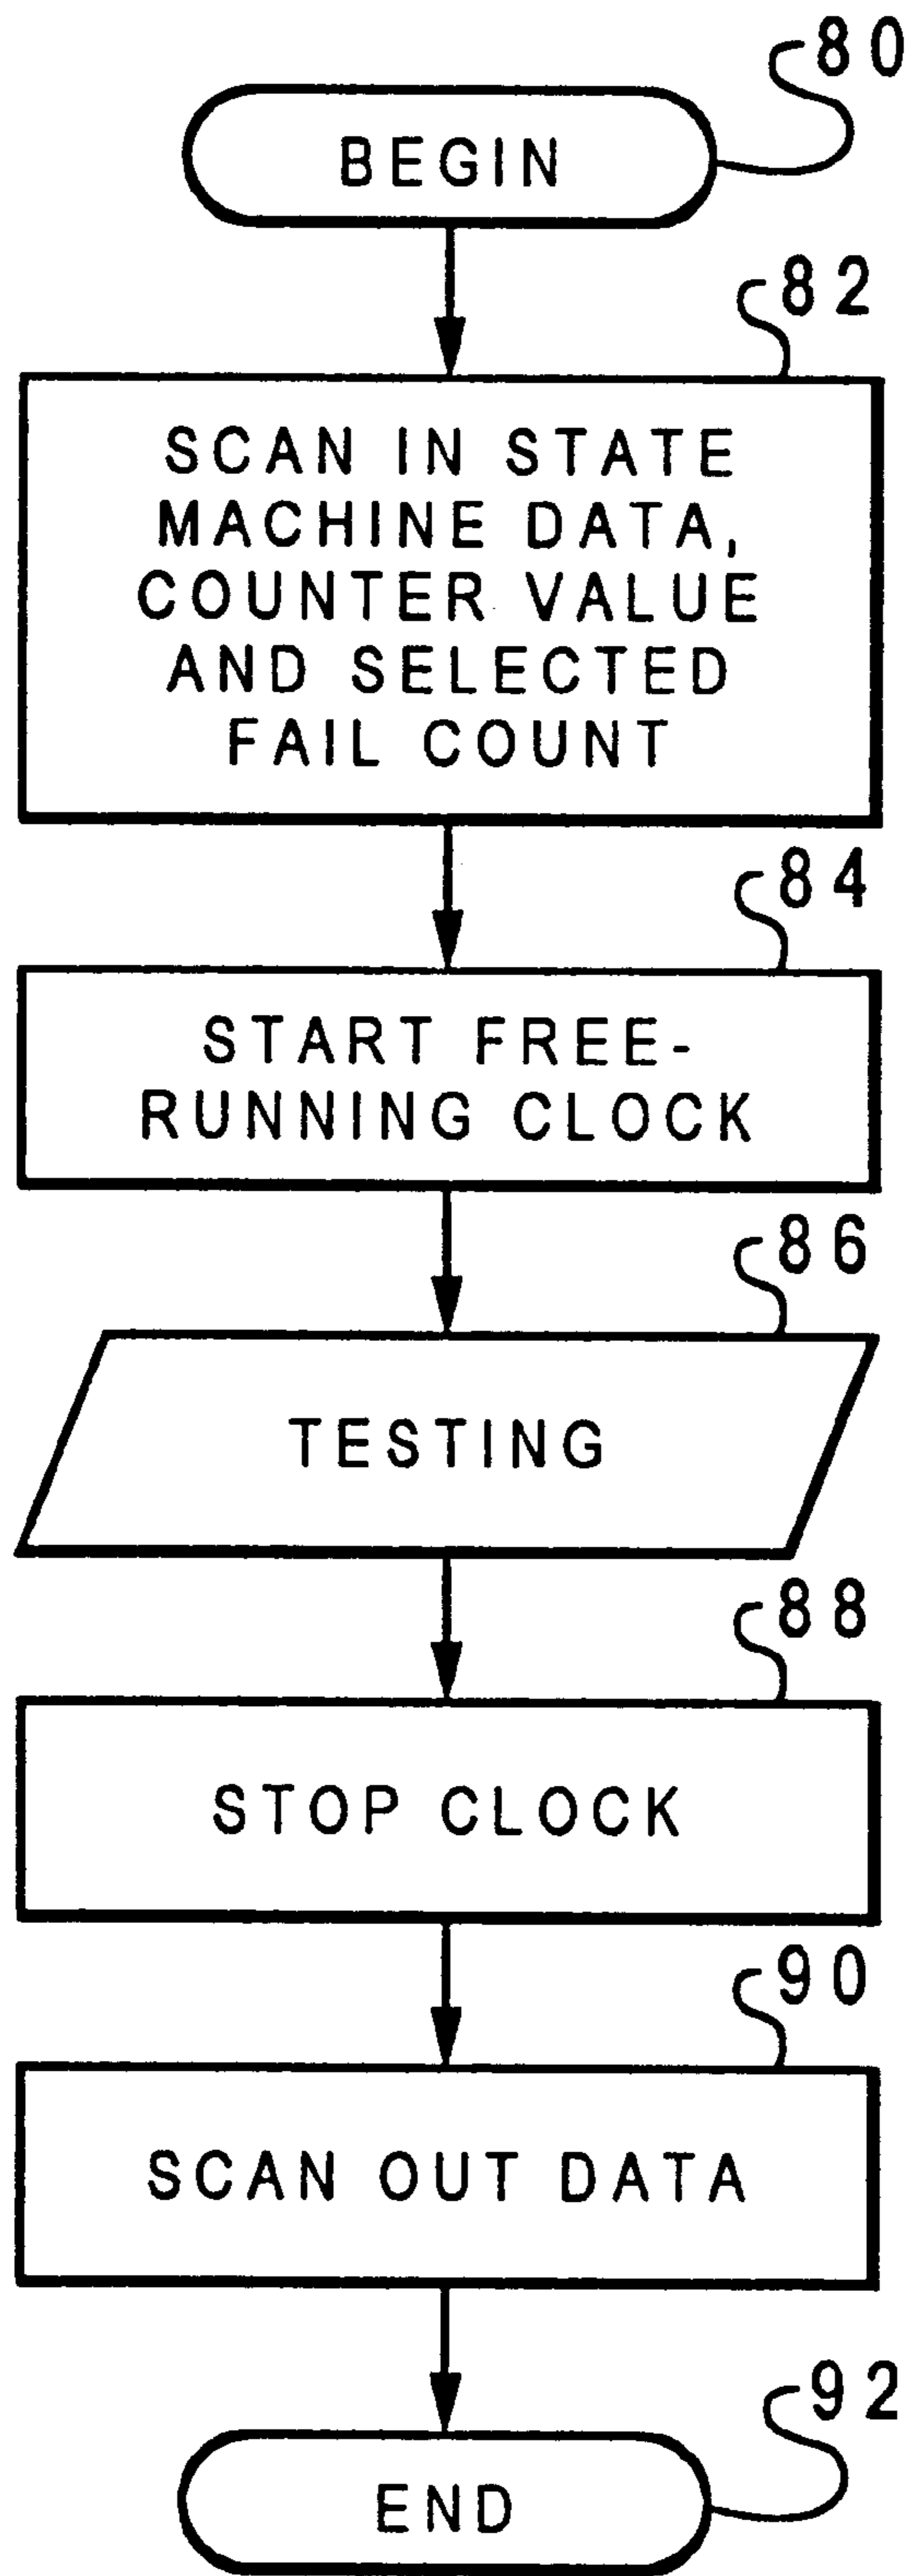 80
BEGIN
82
SCAN IN STATE
MACHINE DATA,
COUNTER VALUE
AND SELECTED
FAIL COUNT
84
START FREE-
RUNNING CLOCK
86
TESTING
88
STOP CLOCK
90
SCAN OUT DATA
92
END